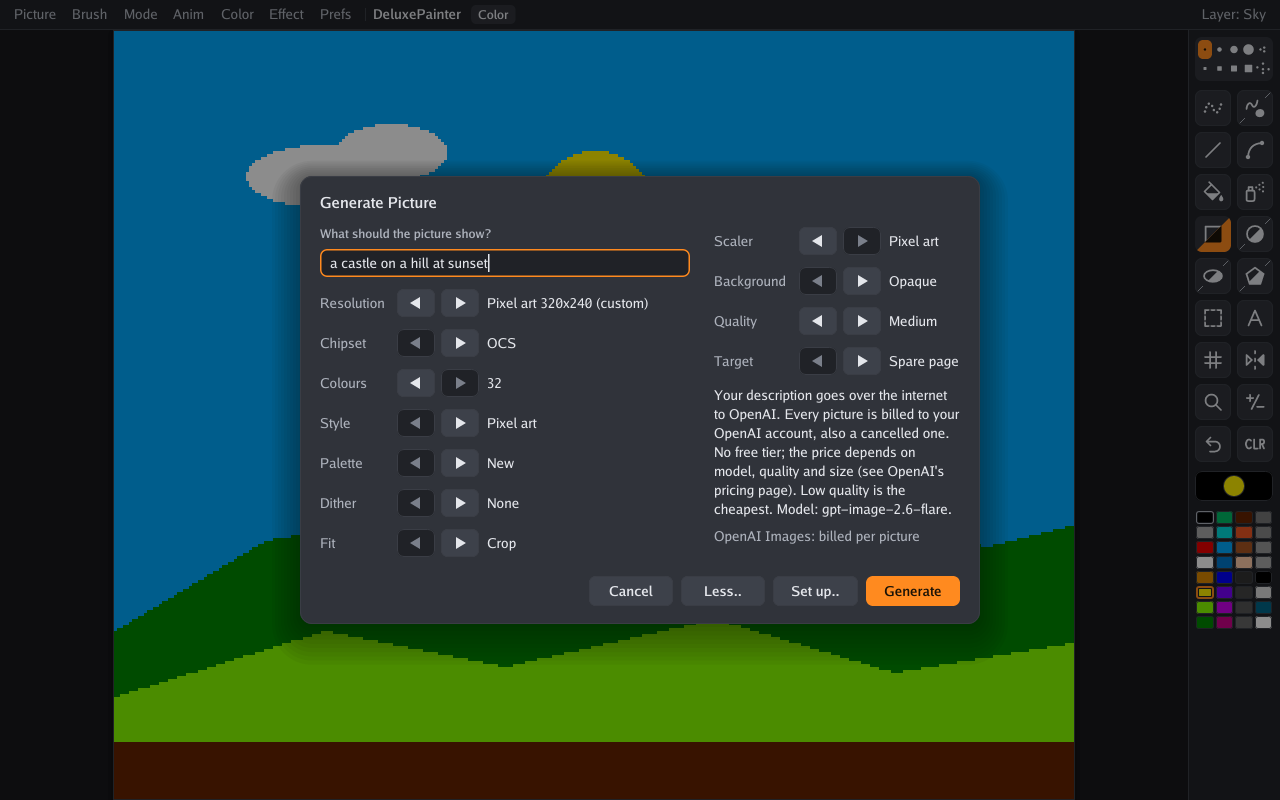 Picture Brush Mode Anim Color Effect Prefs DeluxePainter Color Layer: Sky
Generate Picture
What should the picture show?
a castle on a hill at sunset
Resolution Pixel art 320x240 (custom)
Chipset OCS
Colours 32
Style Pixel art
Palette New
Dither None
Fit Crop
Scaler Pixel art
Background Opaque
Quality Medium
Target Spare page
Your description goes over the internet
to OpenAI. Every picture is billed to your
OpenAI account, also a cancelled one.
No free tier; the price depends on
model, quality and size (see OpenAI's
pricing page). Low quality is the
cheapest. Model: gpt-image-2.6-flare.
OpenAI Images: billed per picture
Cancel Less.. Set up.. Generate
A
CLR